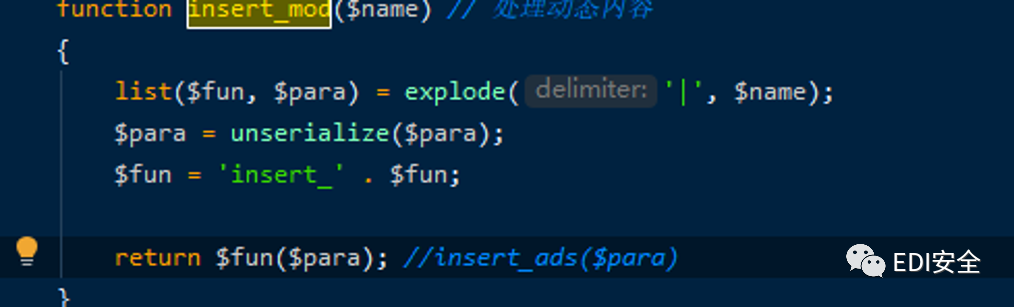 function insert_mod($name) // 处理动态内容
{
list($fun, $para) = explode( delimiter: '|', $name);
$para = unserialize($para);
$fun = 'insert_' . $fun;
return $fun($para); //insert_ads($para)
}
EDI安全